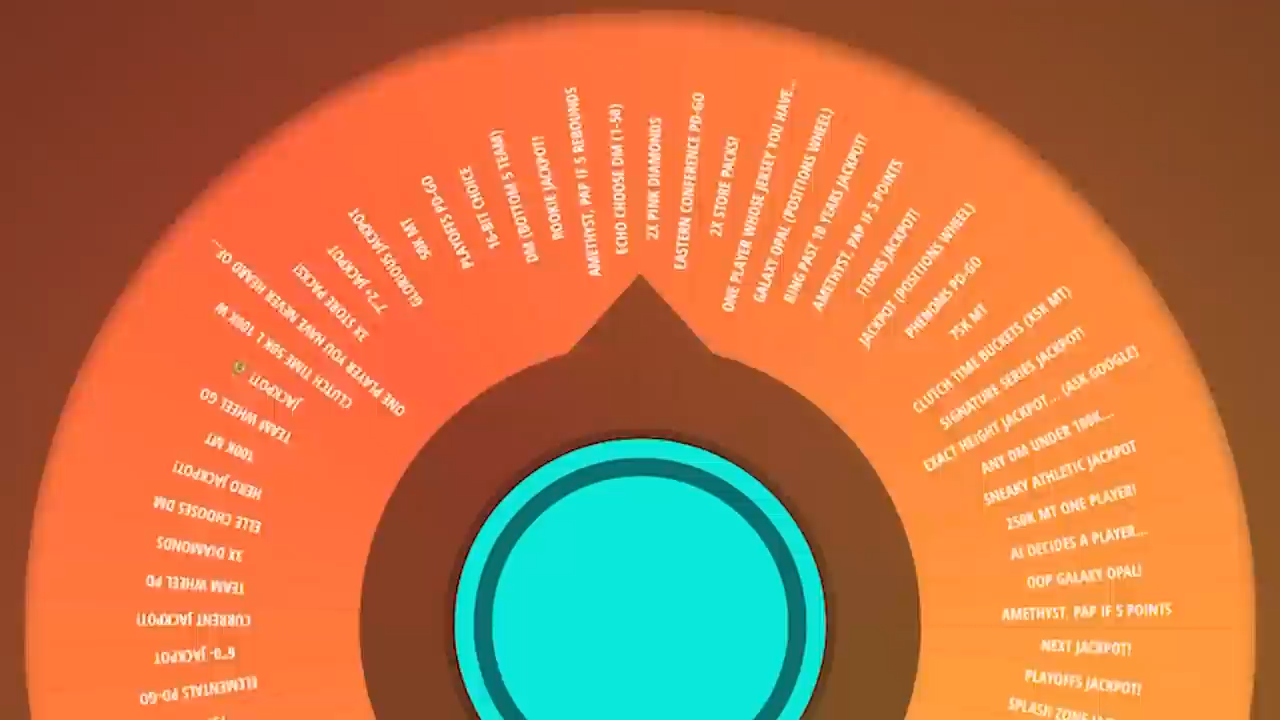 ELEMENTALS PD-GO
6'0"- JACKPOT
CURRENT JACKPOT!
TEAM WHEEL PD
3X DIAMONDS
ELLE CHOOSES DM
HERO JACKPOT!
100K MT
TEAM WHEEL GO
JACKPOT!
CLUTCH TIME 50K L 100K W
ONE PLAYER YOU HAVE NEVER HEARD OF...
3X STORE PACKS!
7'2"+ JACKPOT
GLORIOUS JACKPOT
50K MT
PLAYOFFS PD-GO
16-BIT CHOICE
DM (BOTTOM 5 TEAM)
ROOKIE JACKPOT!
AMETHYST, PAP IF 5 REBOUNDS
ECHO CHOOSE DM (1-50)
2X PINK DIAMONDS
EASTERN CONFERENCE PD-GO
2X STORE PACKS!
ONE PLAYER WHOSE JERSEY YOU HAVE...
GALAXY OPAL (POSITIONS WHEEL)
RING PAST 10 YEARS JACKPOT!
AMETHYST, PAP IF 5 POINTS
TITANS JACKPOT!
JACKPOT (POSITIONS WHEEL)
PHENOMS PD-GO
75K MT
CLUTCH TIME BUCKETS (X5K MT)
SIGNATURE SERIES JACKPOT!
EXACT HEIGHT JACKPOT... (ASK GOOGLE)
ANY DM UNDER 100K...
SNEAKY ATHLETIC JACKPOT
250K MT ONE PLAYER!
AI DECIDES A PLAYER...
OOP GALAXY OPAL!
AMETHYST, PAP IF 5 POINTS
NEXT JACKPOT!
PLAYOFFS JACKPOT!
SPLASH ZONE